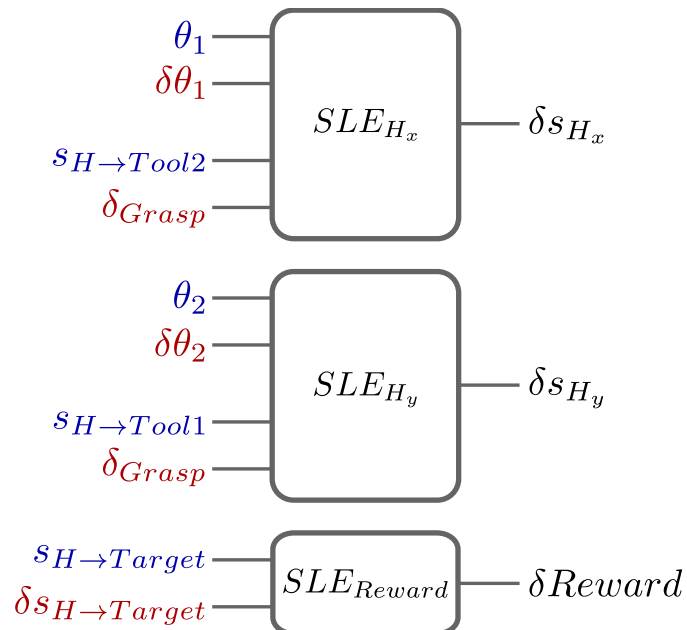 θ₁
δθ₁
s_{H→Tool2}
δ_{Grasp}
SLE_{H_x}
δs_{H_x}
θ₂
δθ₂
s_{H→Tool1}
δ_{Grasp}
SLE_{H_y}
δs_{H_y}
s_{H→Target}
δs_{H→Target}
SLE_{Reward}
δReward